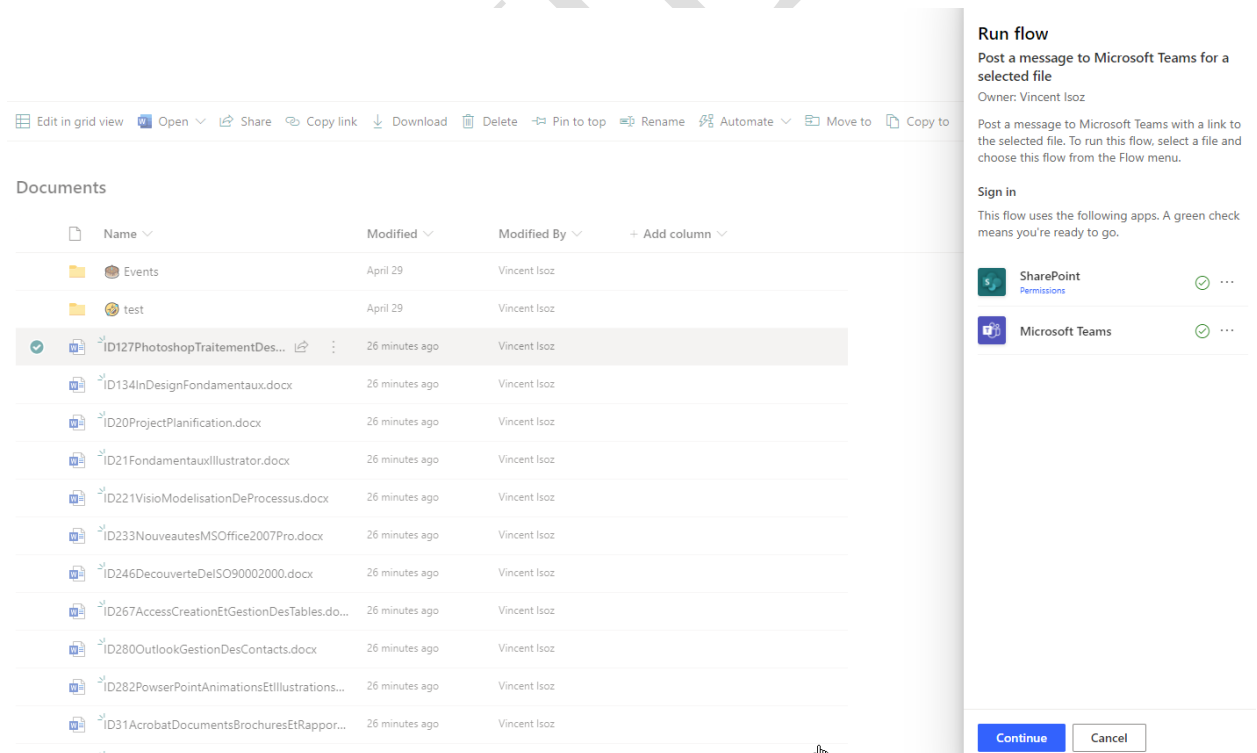 Edit in grid view Open Share Copy link Download Delete Pin to top Rename Automate Move to Copy to
Documents
Name Modified Modified By + Add column
Events April 29 Vincent Isoz
test April 29 Vincent Isoz
ID127PhotoshopTraitementDes... 26 minutes ago Vincent Isoz
ID134InDesignFondamentaux.docx 26 minutes ago Vincent Isoz
ID20ProjectPlanification.docx 26 minutes ago Vincent Isoz
ID21FondamentauxIllustrator.docx 26 minutes ago Vincent Isoz
ID221VisioModelisationDeProcessus.docx 26 minutes ago Vincent Isoz
ID233NouveautesMSOffice2007Pro.docx 26 minutes ago Vincent Isoz
ID246DecouverteDeISO90002000.docx 26 minutes ago Vincent Isoz
ID267AccessCreationEtGestionDesTables.do... 26 minutes ago Vincent Isoz
ID280OutlookGestionDesContacts.docx 26 minutes ago Vincent Isoz
ID282PowserPointAnimationsEtIllustrations... 26 minutes ago Vincent Isoz
ID31AcrobatDocumentsBrochuresEtRappor... 26 minutes ago Vincent Isoz
Run flow
Post a message to Microsoft Teams for a
selected file
Owner: Vincent Isoz
Post a message to Microsoft Teams with a link to
the selected file. To run this flow, select a file and
choose this flow from the Flow menu.
Sign in
This flow uses the following apps. A green check
means you're ready to go.
SharePoint
Permissions
Microsoft Teams
Continue Cancel